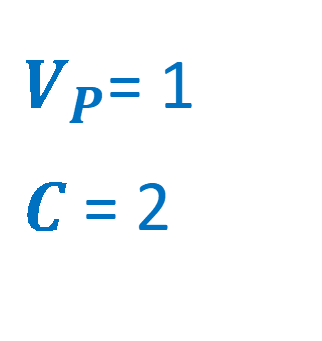 V_P = 1
C = 2